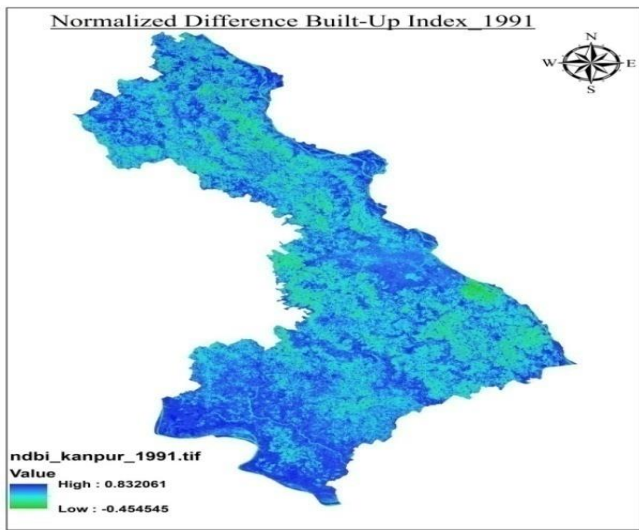 Normalized Difference Built-Up Index_1991
N
W E
S
ndbi_kanpur_1991.tif
Value
High : 0.832061
Low : -0.454545